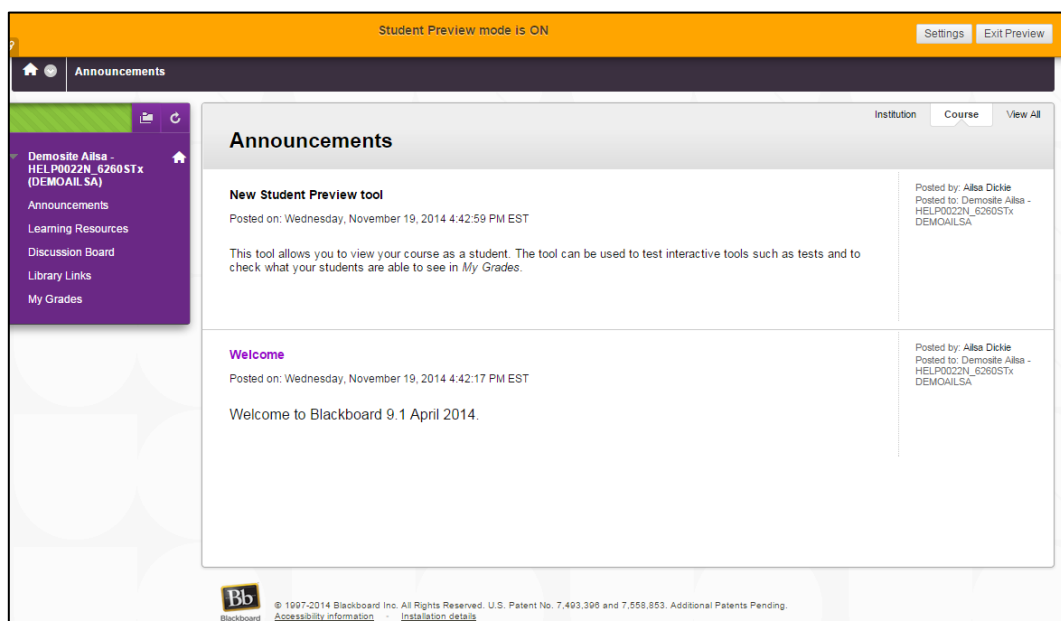 Student Preview mode is ON
Settings
Exit Preview
Announcements
Demosite Ailsa -
HELP0022N_6260STx
(DEMOAILSA)
Announcements
Learning Resources
Discussion Board
Library Links
My Grades
Institution
Course
View All
Announcements
New Student Preview tool
Posted on: Wednesday, November 19, 2014 4:42:59 PM EST
This tool allows you to view your course as a student. The tool can be used to test interactive tools such as tests and to
check what your students are able to see in My Grades.
Posted by: Ailsa Dickie
Posted to: Demosite Ailsa -
HELP0022N_6260STx
DEMOAILSA
Welcome
Posted on: Wednesday, November 19, 2014 4:42:17 PM EST
Welcome to Blackboard 9.1 April 2014.
Posted by: Ailsa Dickie
Posted to: Demosite Ailsa -
HELP0022N_6260STx
DEMOAILSA
Bb
Blackboard
© 1997-2014 Blackboard Inc. All Rights Reserved. U.S. Patent No. 7,493,396 and 7,558,853. Additional Patents Pending.
Accessibility information - Installation details